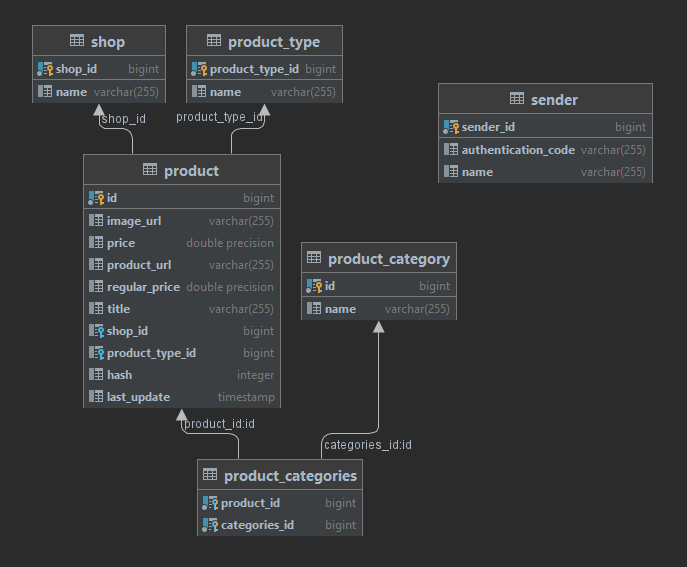 shop
shop_id bigint
name varchar(255)
product_type
product_type_id bigint
name varchar(255)
sender
sender_id bigint
authentication_code varchar(255)
name varchar(255)
shop_id
product_type_id
product
id bigint
image_url varchar(255)
price double precision
product_url varchar(255)
regular_price double precision
title varchar(255)
shop_id bigint
product_type_id bigint
hash integer
last_update timestamp
product_category
id bigint
name varchar(255)
product_id:id
categories_id:id
product_categories
product_id bigint
categories_id bigint